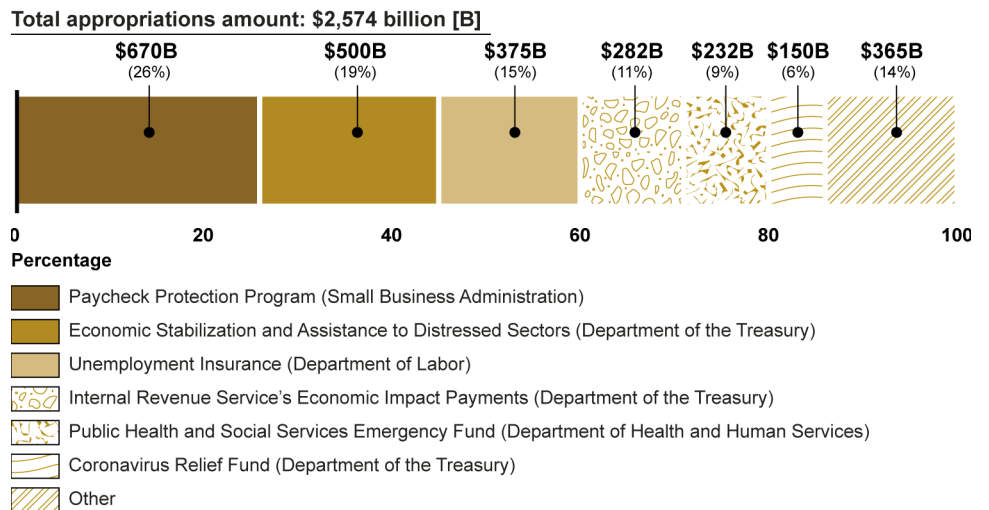 Total appropriations amount: $2,574 billion [B]
$670B $500B $375B $282B $232B $150B $365B
(26%) (19%) (15%) (11%) (9%) (6%) (14%)
0 20 40 60 80 100
Percentage
Paycheck Protection Program (Small Business Administration)
Economic Stabilization and Assistance to Distressed Sectors (Department of the Treasury)
Unemployment Insurance (Department of Labor)
Internal Revenue Service’s Economic Impact Payments (Department of the Treasury)
Public Health and Social Services Emergency Fund (Department of Health and Human Services)
Coronavirus Relief Fund (Department of the Treasury)
Other